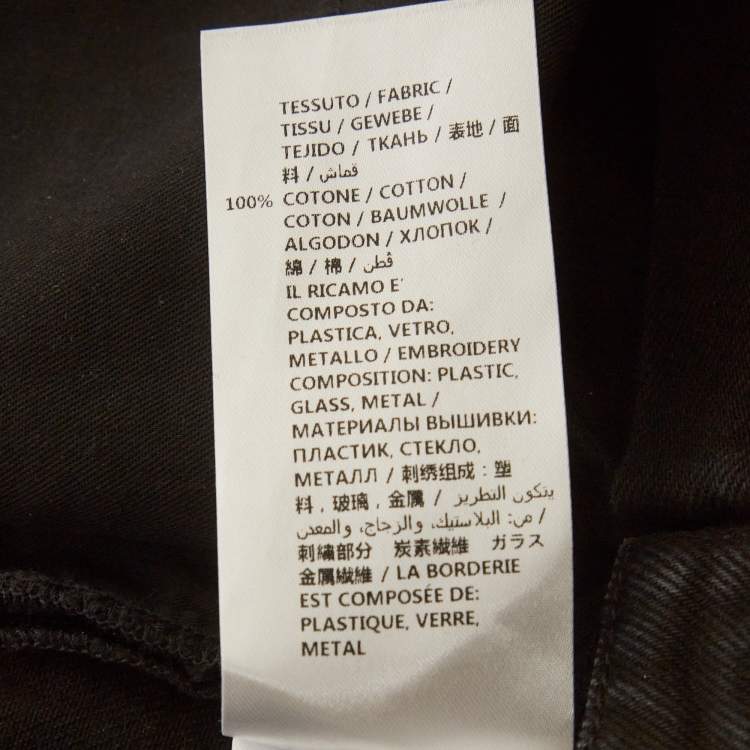 TESSUTO / FABRIC /
TISSU / GEWEBE /
TEJIDO / ТКАНЬ / 表地 / 面
料 / قماش
100% COTONE / COTTON /
COTON / BAUMWOLLE /
ALGODON / ХЛОПОК /
綿 / 棉 / قطن
IL RICAMO E'
COMPOSTO DA:
PLASTICA, VETRO,
METALLO / EMBROIDERY
COMPOSITION: PLASTIC,
GLASS, METAL /
МАТЕРИАЛЫ ВЫШИВКИ:
ПЛАСТИК, СТЕКЛО,
МЕТАЛЛ / 刺绣组成：塑
料，玻璃，金属 / يتكون التطريز
من: البلاستيك، والزجاج، والمعدن /
刺繍部分 炭素繊維 ガラス
金属繊維 / LA BORDERIE
EST COMPOSÉE DE:
PLASTIQUE, VERRE,
METAL